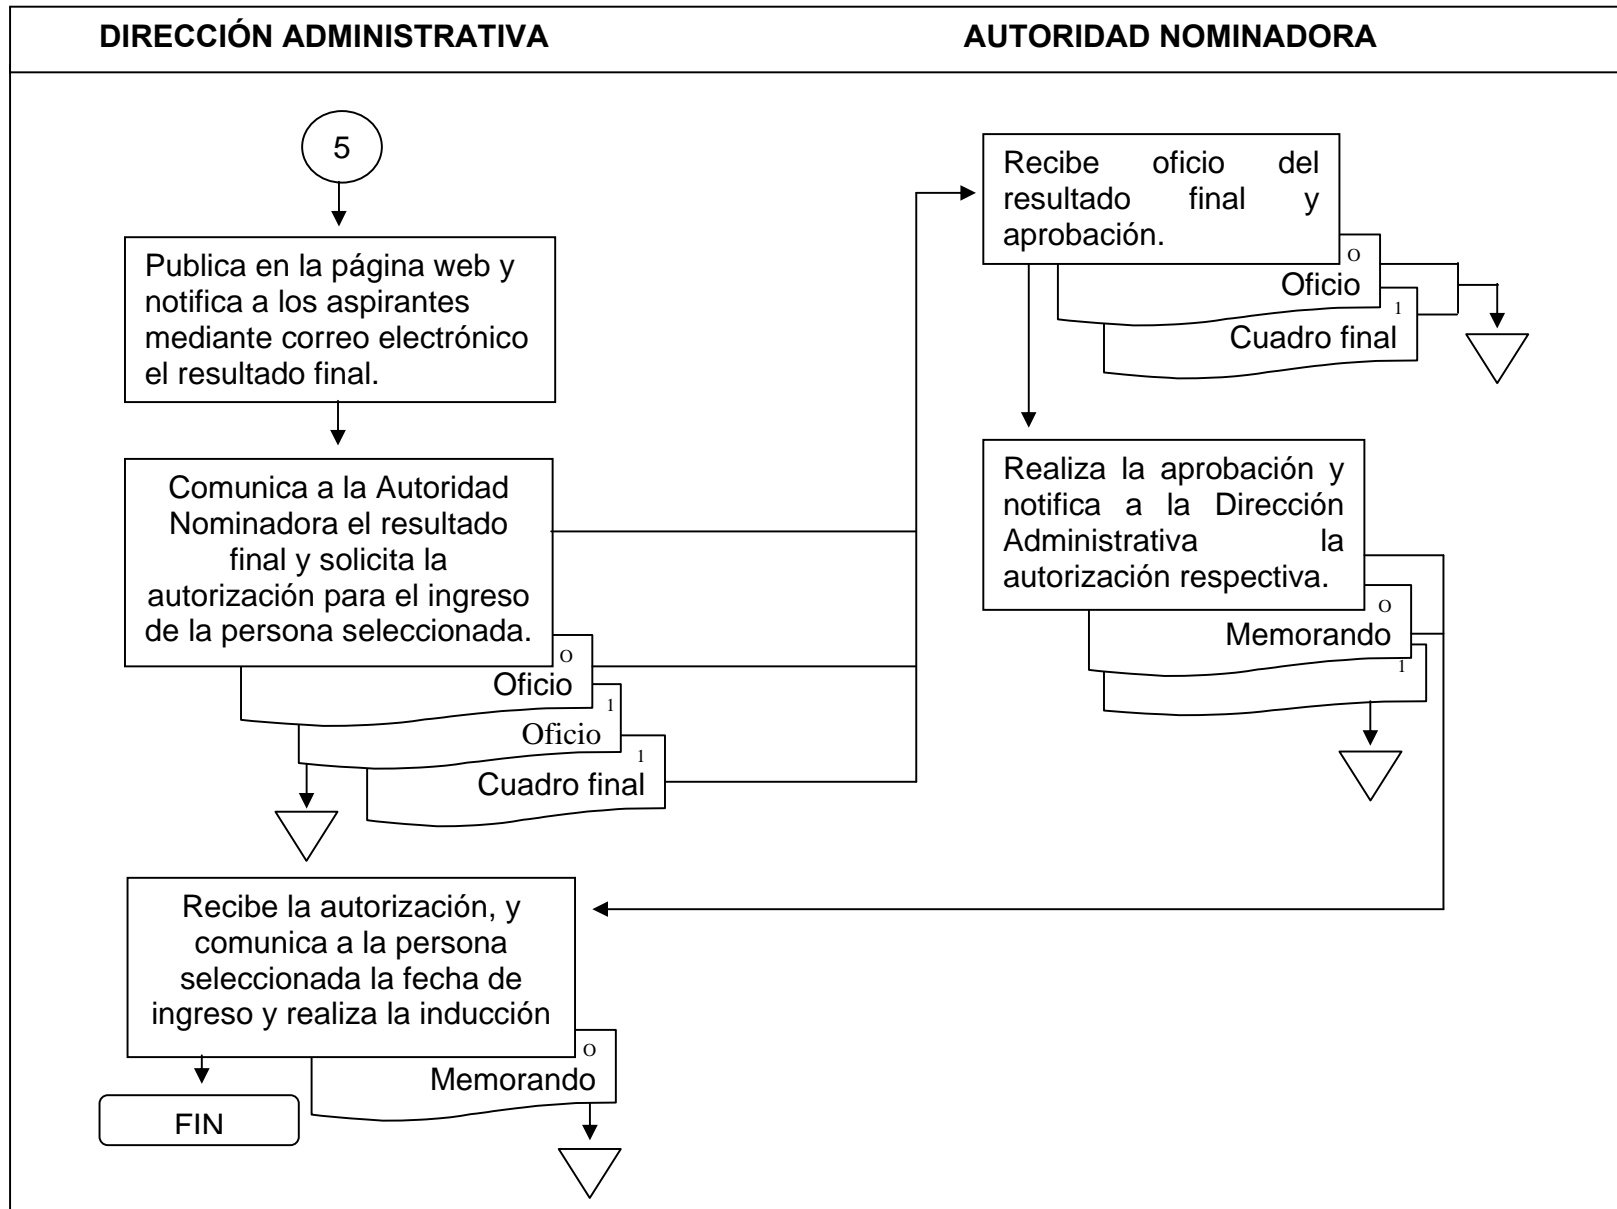 DIRECCIÓN ADMINISTRATIVA
AUTORIDAD NOMINADORA
5
Publica en la página web y
notifica a los aspirantes
mediante correo electrónico
el resultado final.
Comunica a la Autoridad
Nominadora el resultado
final y solicita la
autorización para el ingreso
de la persona seleccionada.
O
Oficio
1
Oficio
1
Cuadro final
Recibe la autorización, y
comunica a la persona
seleccionada la fecha de
ingreso y realiza la inducción
O
Memorando
FIN
Recibe oficio del
resultado final y
aprobación.
O
Oficio
1
Cuadro final
Realiza la aprobación y
notifica a la Dirección
Administrativa la
autorización respectiva.
O
Memorando
1